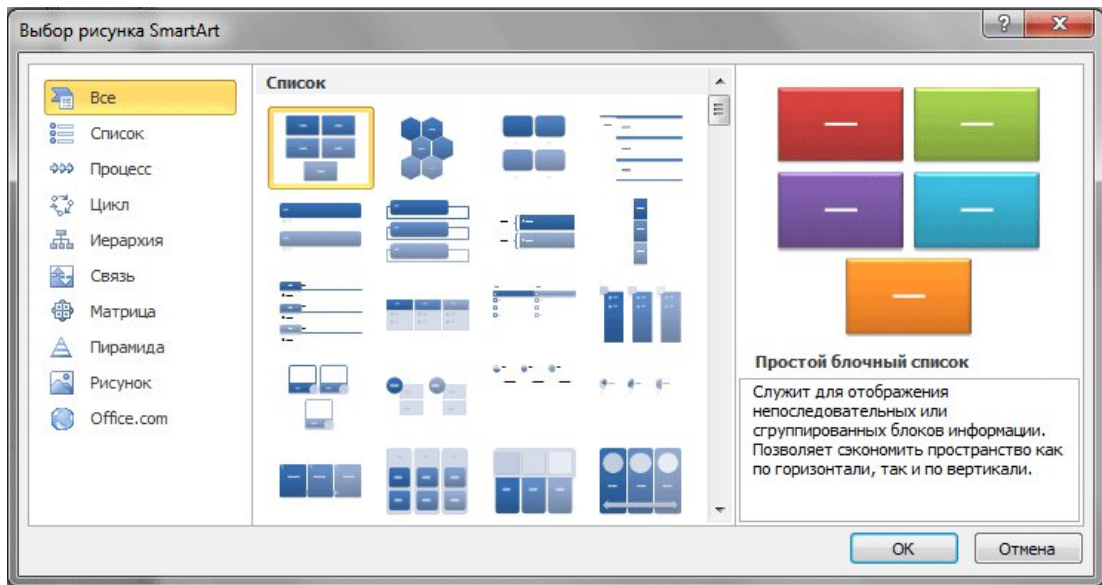 Выбор рисунка SmartArt
Все
Список
Процесс
Цикл
Иерархия
Связь
Матрица
Пирамида
Рисунок
Office.com
Список
Простой блочный список
Служит для отображения
непоследовательных или
сгруппированных блоков информации.
Позволяет сэкономить пространство как
по горизонтали, так и по вертикали.
ОК
Отмена